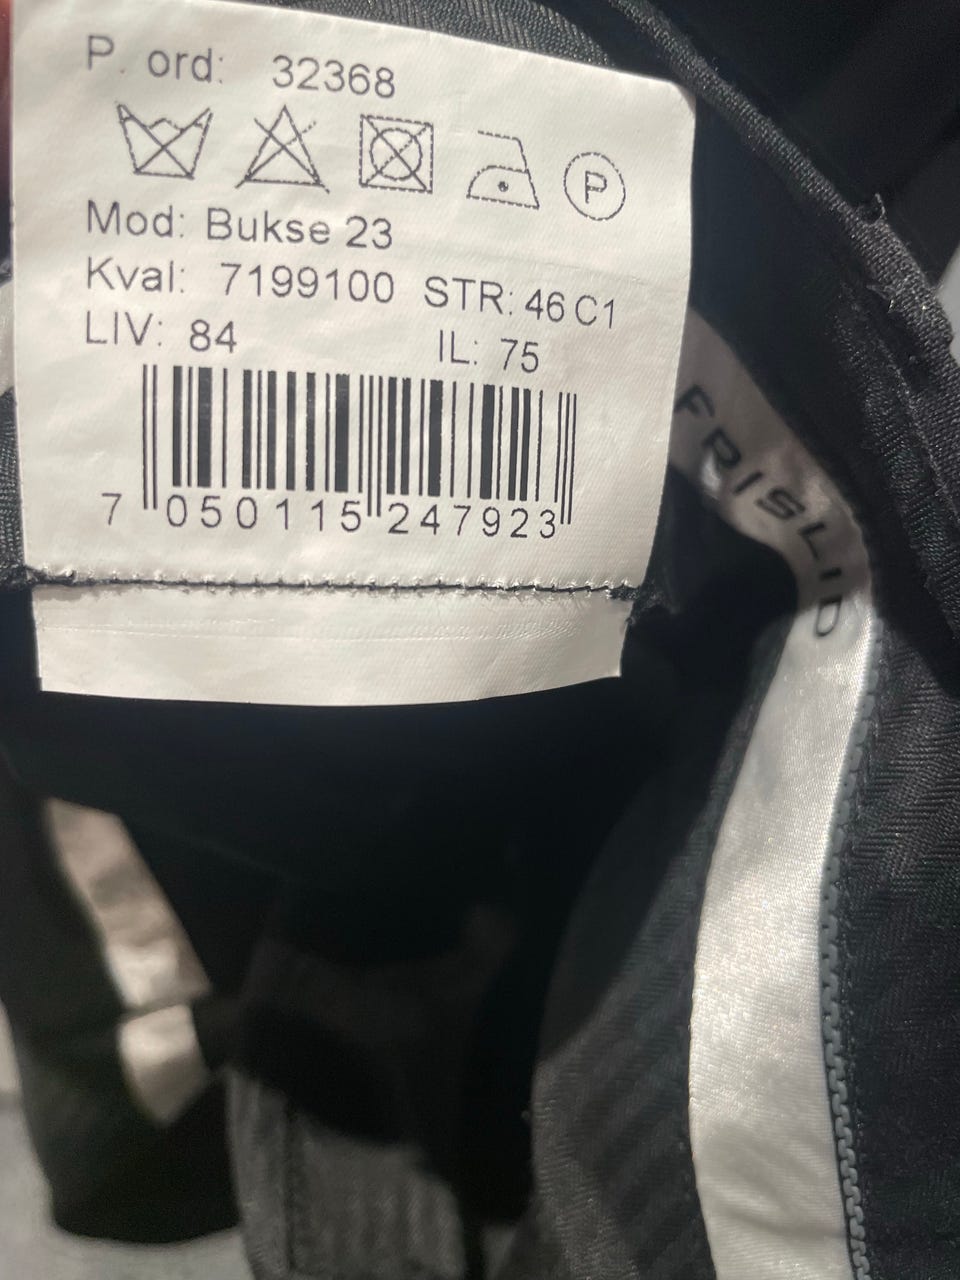 P. ord: 32368
P
Mod: Bukse 23
Kval: 7199100 STR: 46 C1
LIV: 84 IL: 75
7 050115 247923
FRISLID